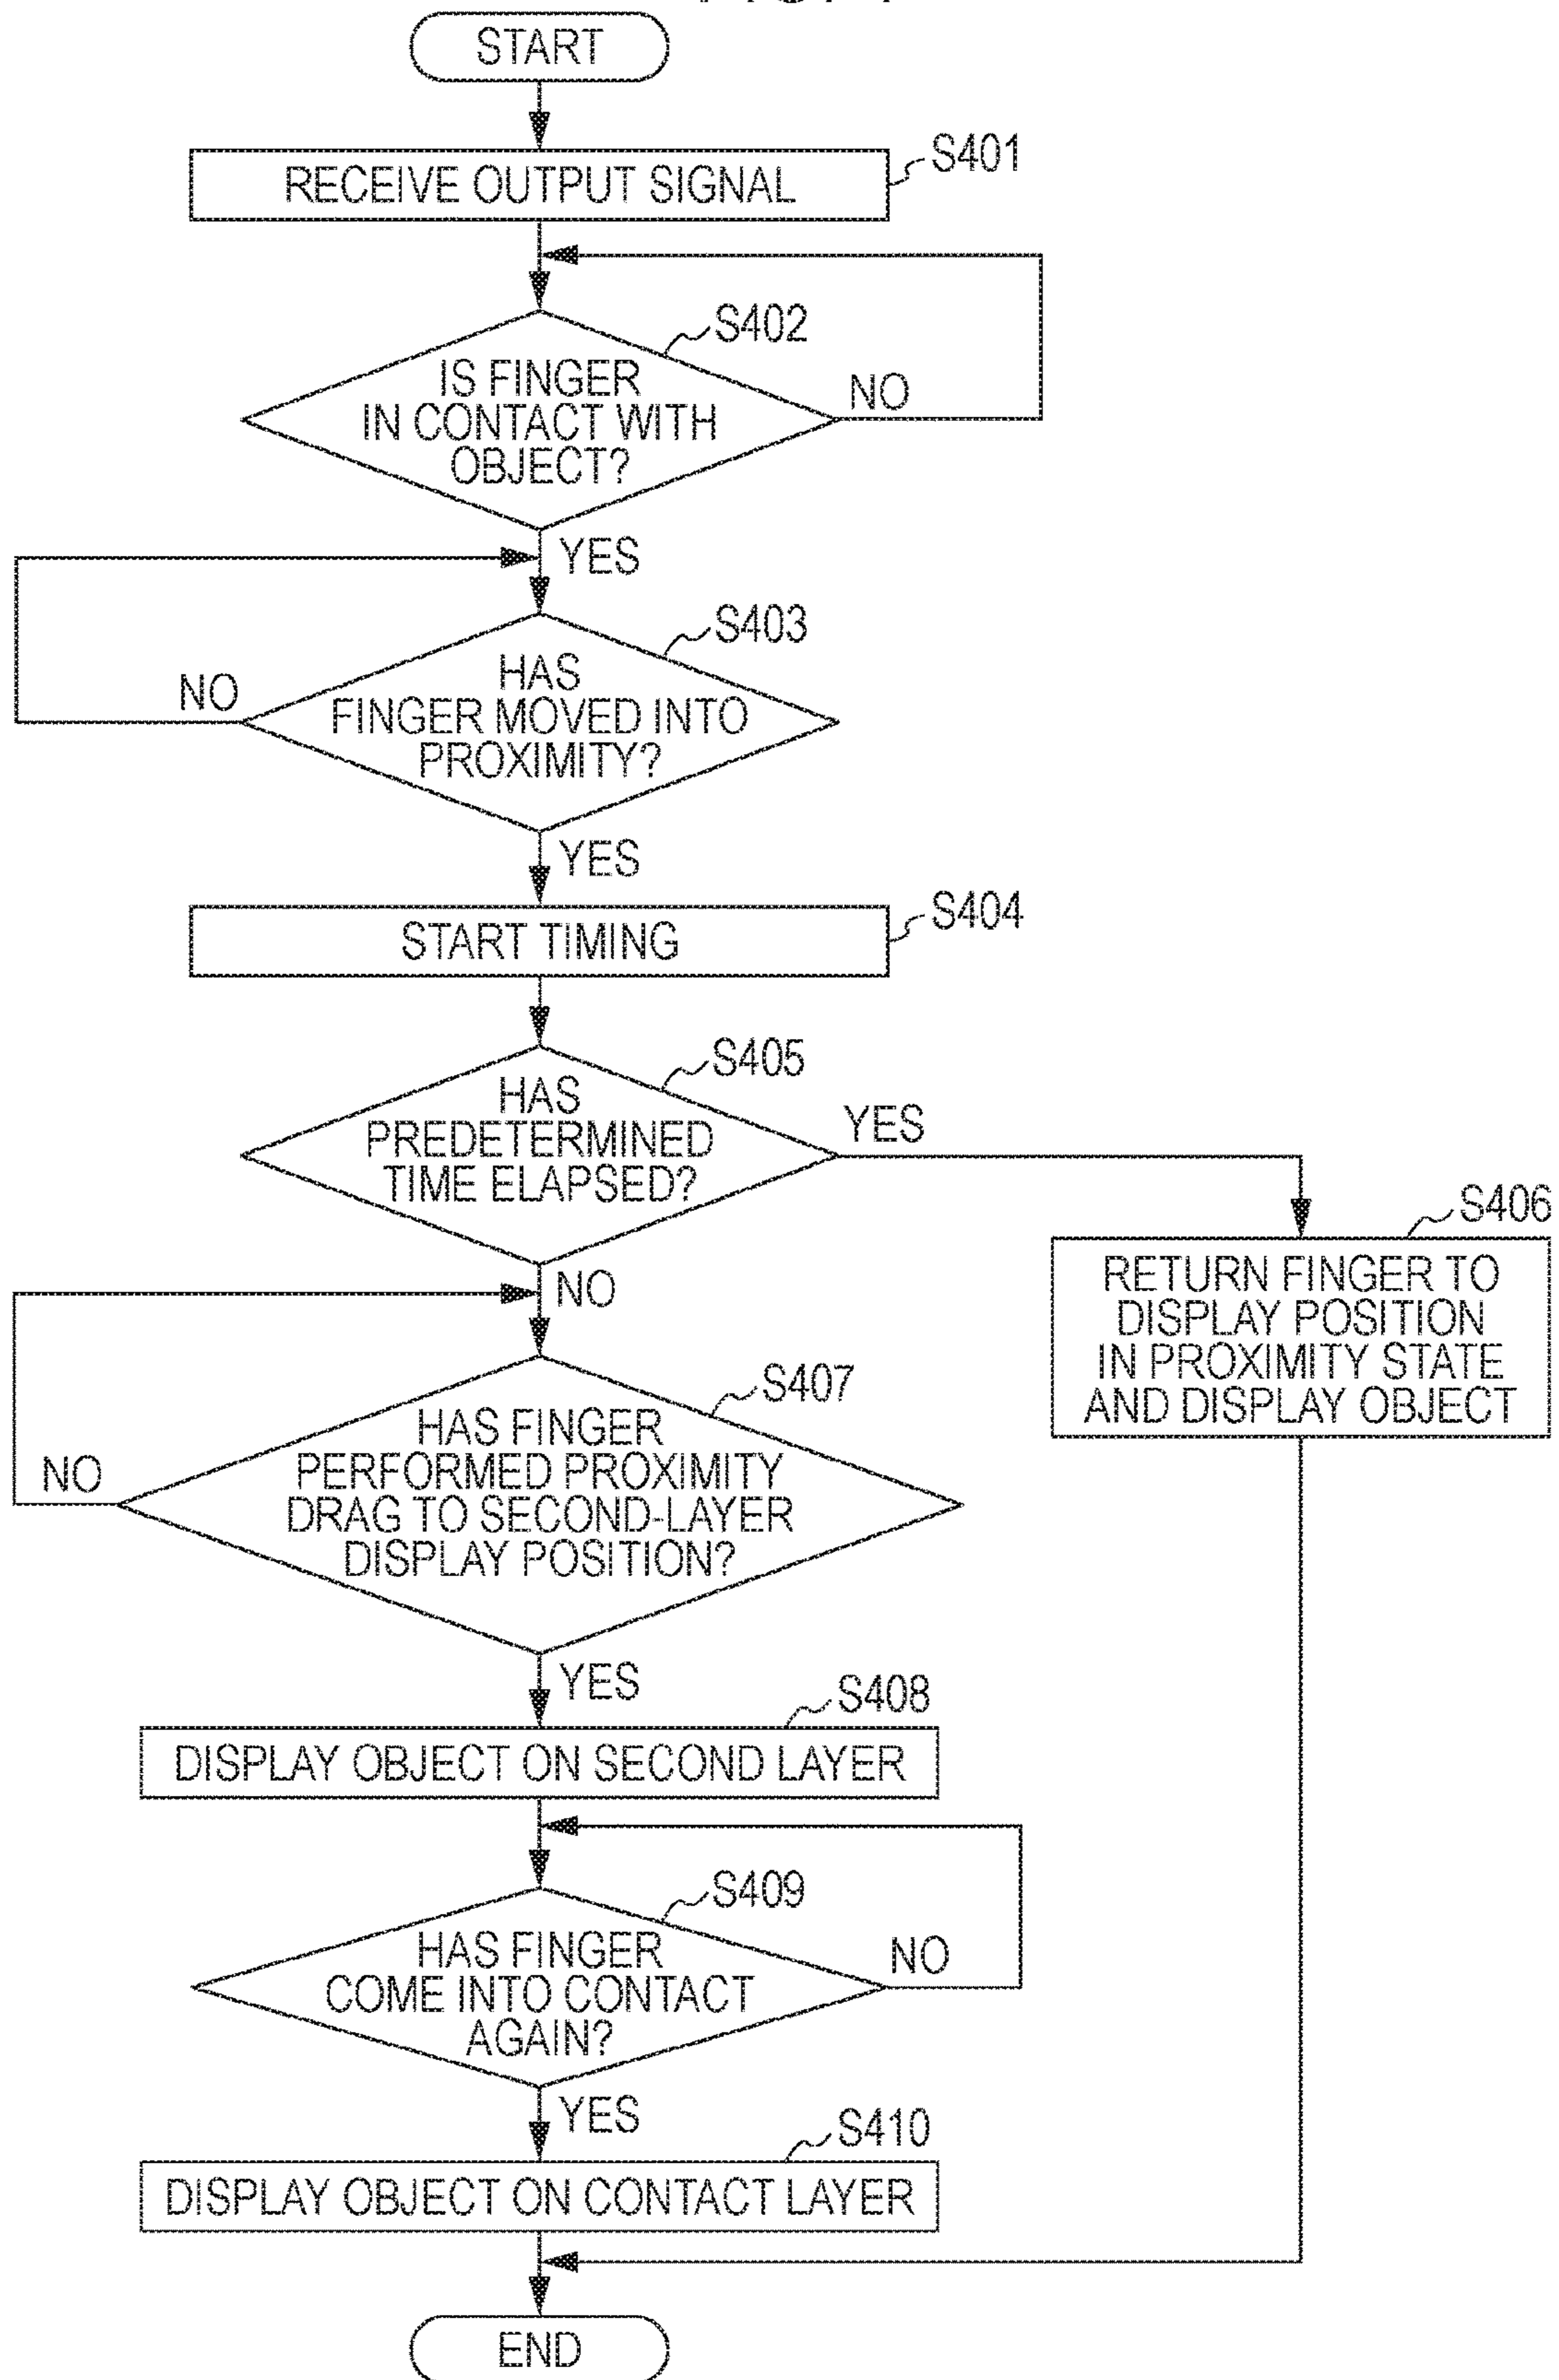 START
S401
RECEIVE OUTPUT SIGNAL
S402
IS FINGER
IN CONTACT WITH
OBJECT?
NO
YES
S403
HAS
FINGER MOVED INTO
PROXIMITY?
NO
YES
S404
START TIMING
S405
HAS
PREDETERMINED
TIME ELAPSED?
YES
S406
RETURN FINGER TO
DISPLAY POSITION
IN PROXIMITY STATE
AND DISPLAY OBJECT
NO
S407
HAS FINGER
PERFORMED PROXIMITY
DRAG TO SECOND-LAYER
DISPLAY POSITION?
NO
YES
S408
DISPLAY OBJECT ON SECOND LAYER
S409
HAS FINGER
COME INTO CONTACT
AGAIN?
NO
YES
S410
DISPLAY OBJECT ON CONTACT LAYER
END